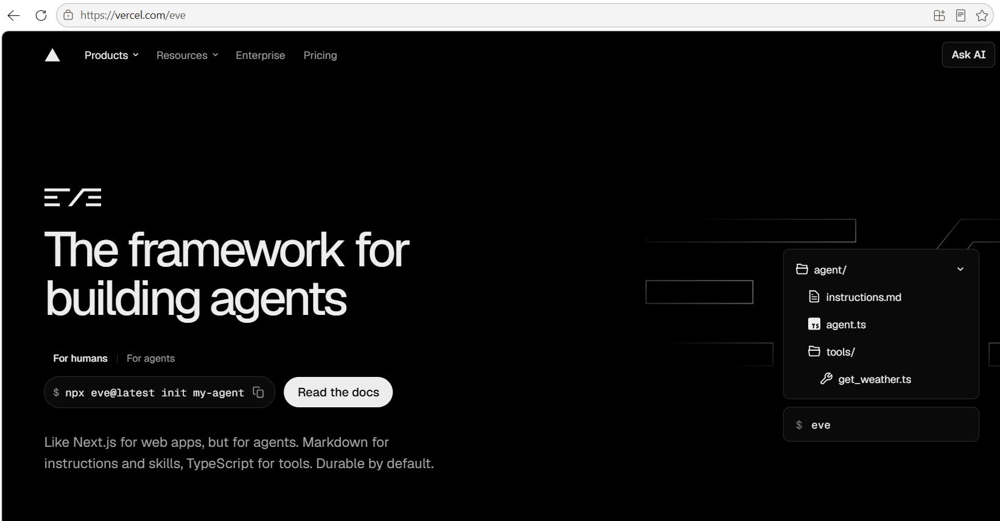 https://vercel.com/eve
Products
Resources
Enterprise
Pricing
Ask AI
EVE
The framework for
building agents
For humans
For agents
$ npx eve@latest init my-agent
Read the docs
Like Next.js for web apps, but for agents. Markdown for
instructions and skills, TypeScript for tools. Durable by default.
agent/
instructions.md
TS agent.ts
tools/
get_weather.ts
$ eve